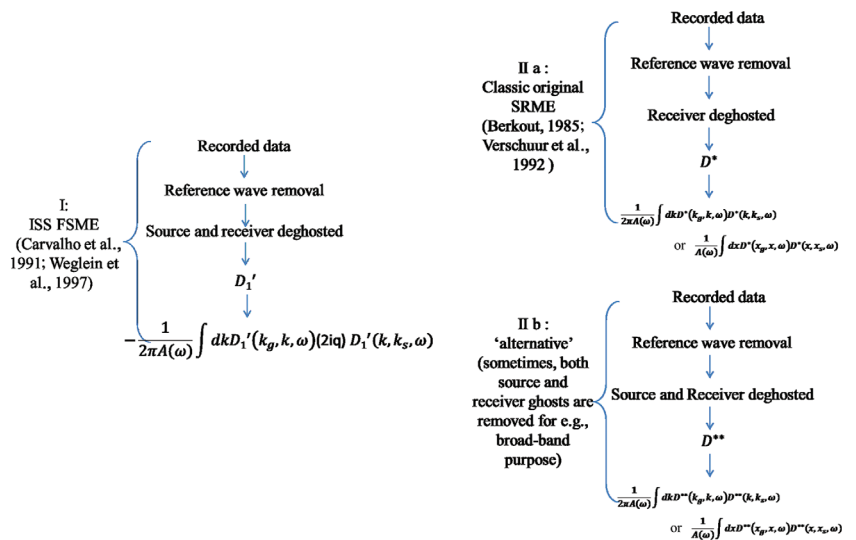 I:
ISS FSME
(Carvalho et al.,
1991; Weglein et
al., 1997)
Recorded data
Reference wave removal
Source and receiver deghosted
D₁′
−1/(2πA(ω)) ∫ dkD₁′(k_g, k, ω)(2iq) D₁′(k, k_s, ω)
II a :
Classic original
SRME
(Berkout, 1985;
Verschuur et al.,
1992 )
Recorded data
Reference wave removal
Receiver deghosted
D*
1/(2πA(ω)) ∫ dkD*(k_g, k, ω)D*(k, k_s, ω)
or 1/A(ω) ∫ dxD*(x_g, x, ω)D*(x, x_s, ω)
II b :
‘alternative’
(sometimes, both
source and
receiver ghosts are
removed for e.g.,
broad-band
purpose)
Recorded data
Reference wave removal
Source and Receiver deghosted
D**
1/(2πA(ω)) ∫ dkD**(k_g, k, ω)D**(k, k_s, ω)
or 1/A(ω) ∫ dxD**(x_g, x, ω)D**(x, x_s, ω)